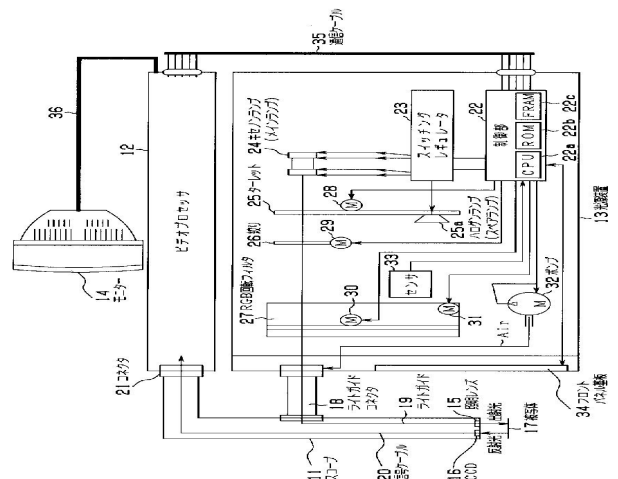 35 通信ケーブル
36
12
ビデオプロセッサ
14
モニター
21 コネクタ
24 キセノンランプ
(メインランプ)
25 ターレット
26 絞り
27 RGB回転フィルタ
28
M
29
M
30
M
31
M
33
センサ
25a
ハロゲンランプ
(スペアランプ)
23
スイッチング
レギュレータ
22
制御部
CPU
ROM
FRAM
22a
22b
22c
13 光源装置
32 ポンプ
M
Air
34 フロント
パネル基板
18
ライトガイド
コネクタ
19
ライトガイド
20
信号ケーブル
11
スコープ
15
照明レンズ
16
CCD
出射光
反射光
17 被写体